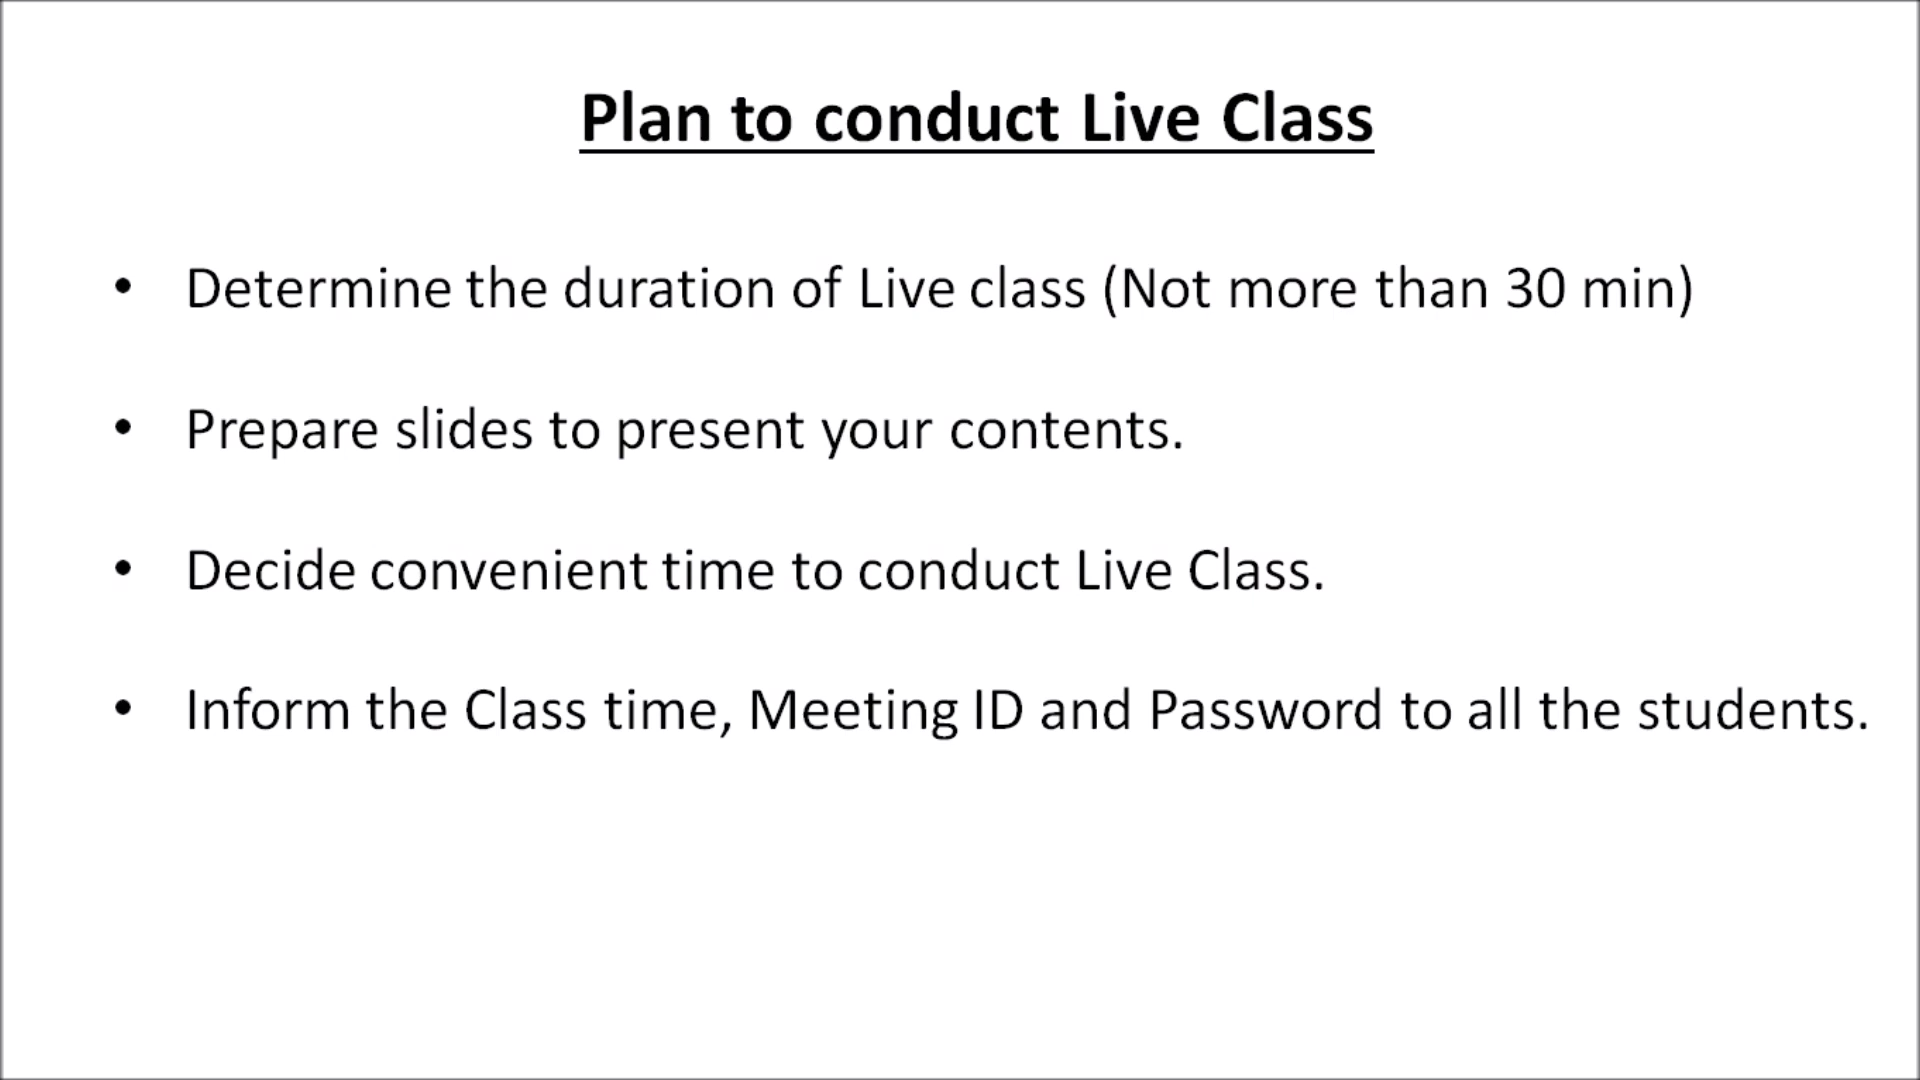 Plan to conduct Live Class
• Determine the duration of Live class (Not more than 30 min)
• Prepare slides to present your contents.
• Decide convenient time to conduct Live Class.
• Inform the Class time, Meeting ID and Password to all the students.